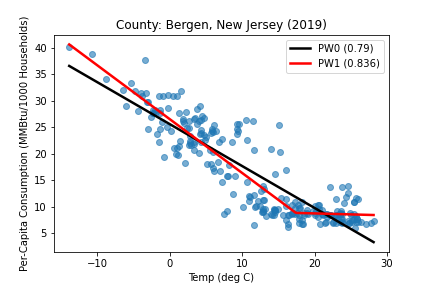 County: Bergen, New Jersey (2019)
PW0 (0.79)
PW1 (0.836)
Per-Capita Consumption (MMBtu/1000 Households)
40
35
30
25
20
15
10
5
−10 0 10 20 30
Temp (deg C)